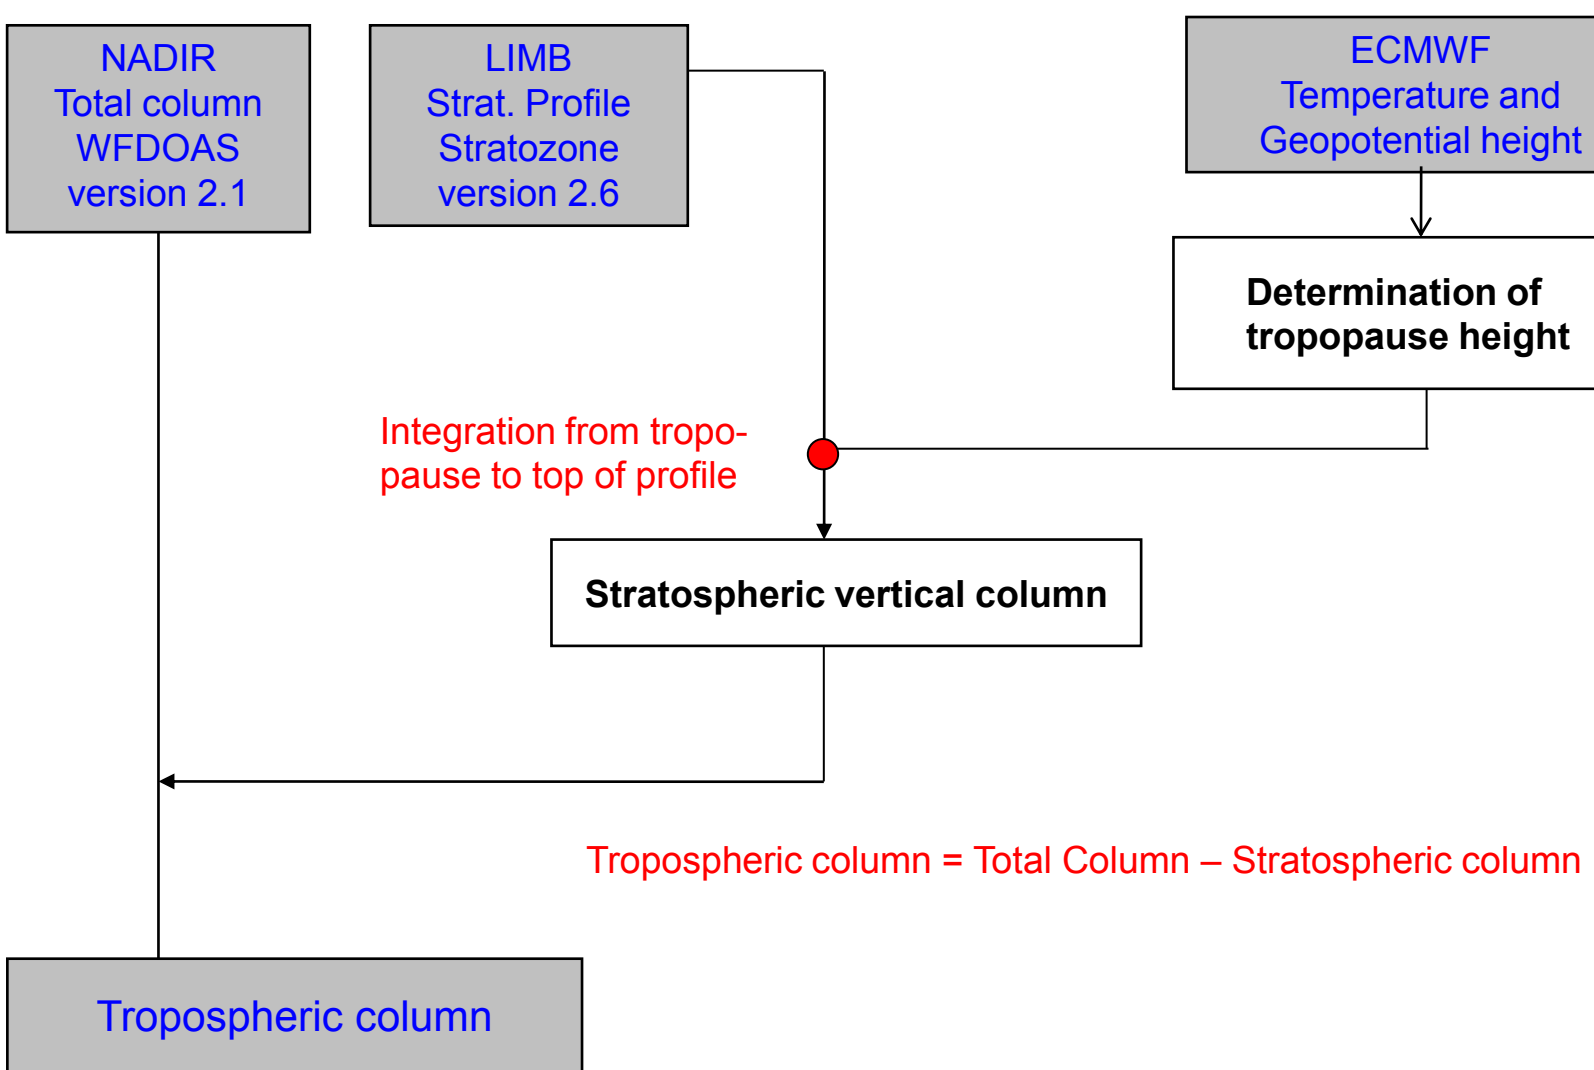 NADIR
Total column
WFDOAS
version 2.1
LIMB
Strat. Profile
Stratozone
version 2.6
ECMWF
Temperature and
Geopotential height
Determination of
tropopause height
Integration from tropo-
pause to top of profile
Stratospheric vertical column
Tropospheric column = Total Column – Stratospheric column
Tropospheric column